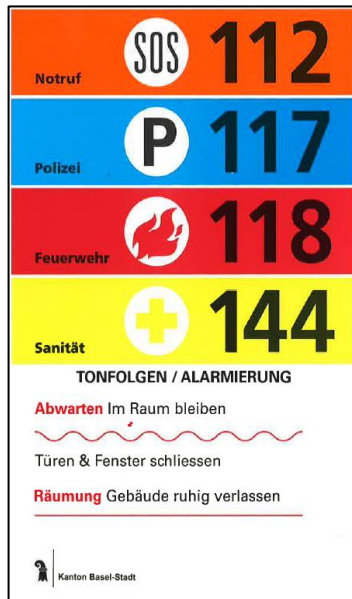 Notruf SOS 112
Polizei P 117
Feuerwehr 118
Sanität 144
TONFOLGEN / ALARMIERUNG
Abwarten Im Raum bleiben
Türen & Fenster schliessen
Räumung Gebäude ruhig verlassen
Kanton Basel-Stadt